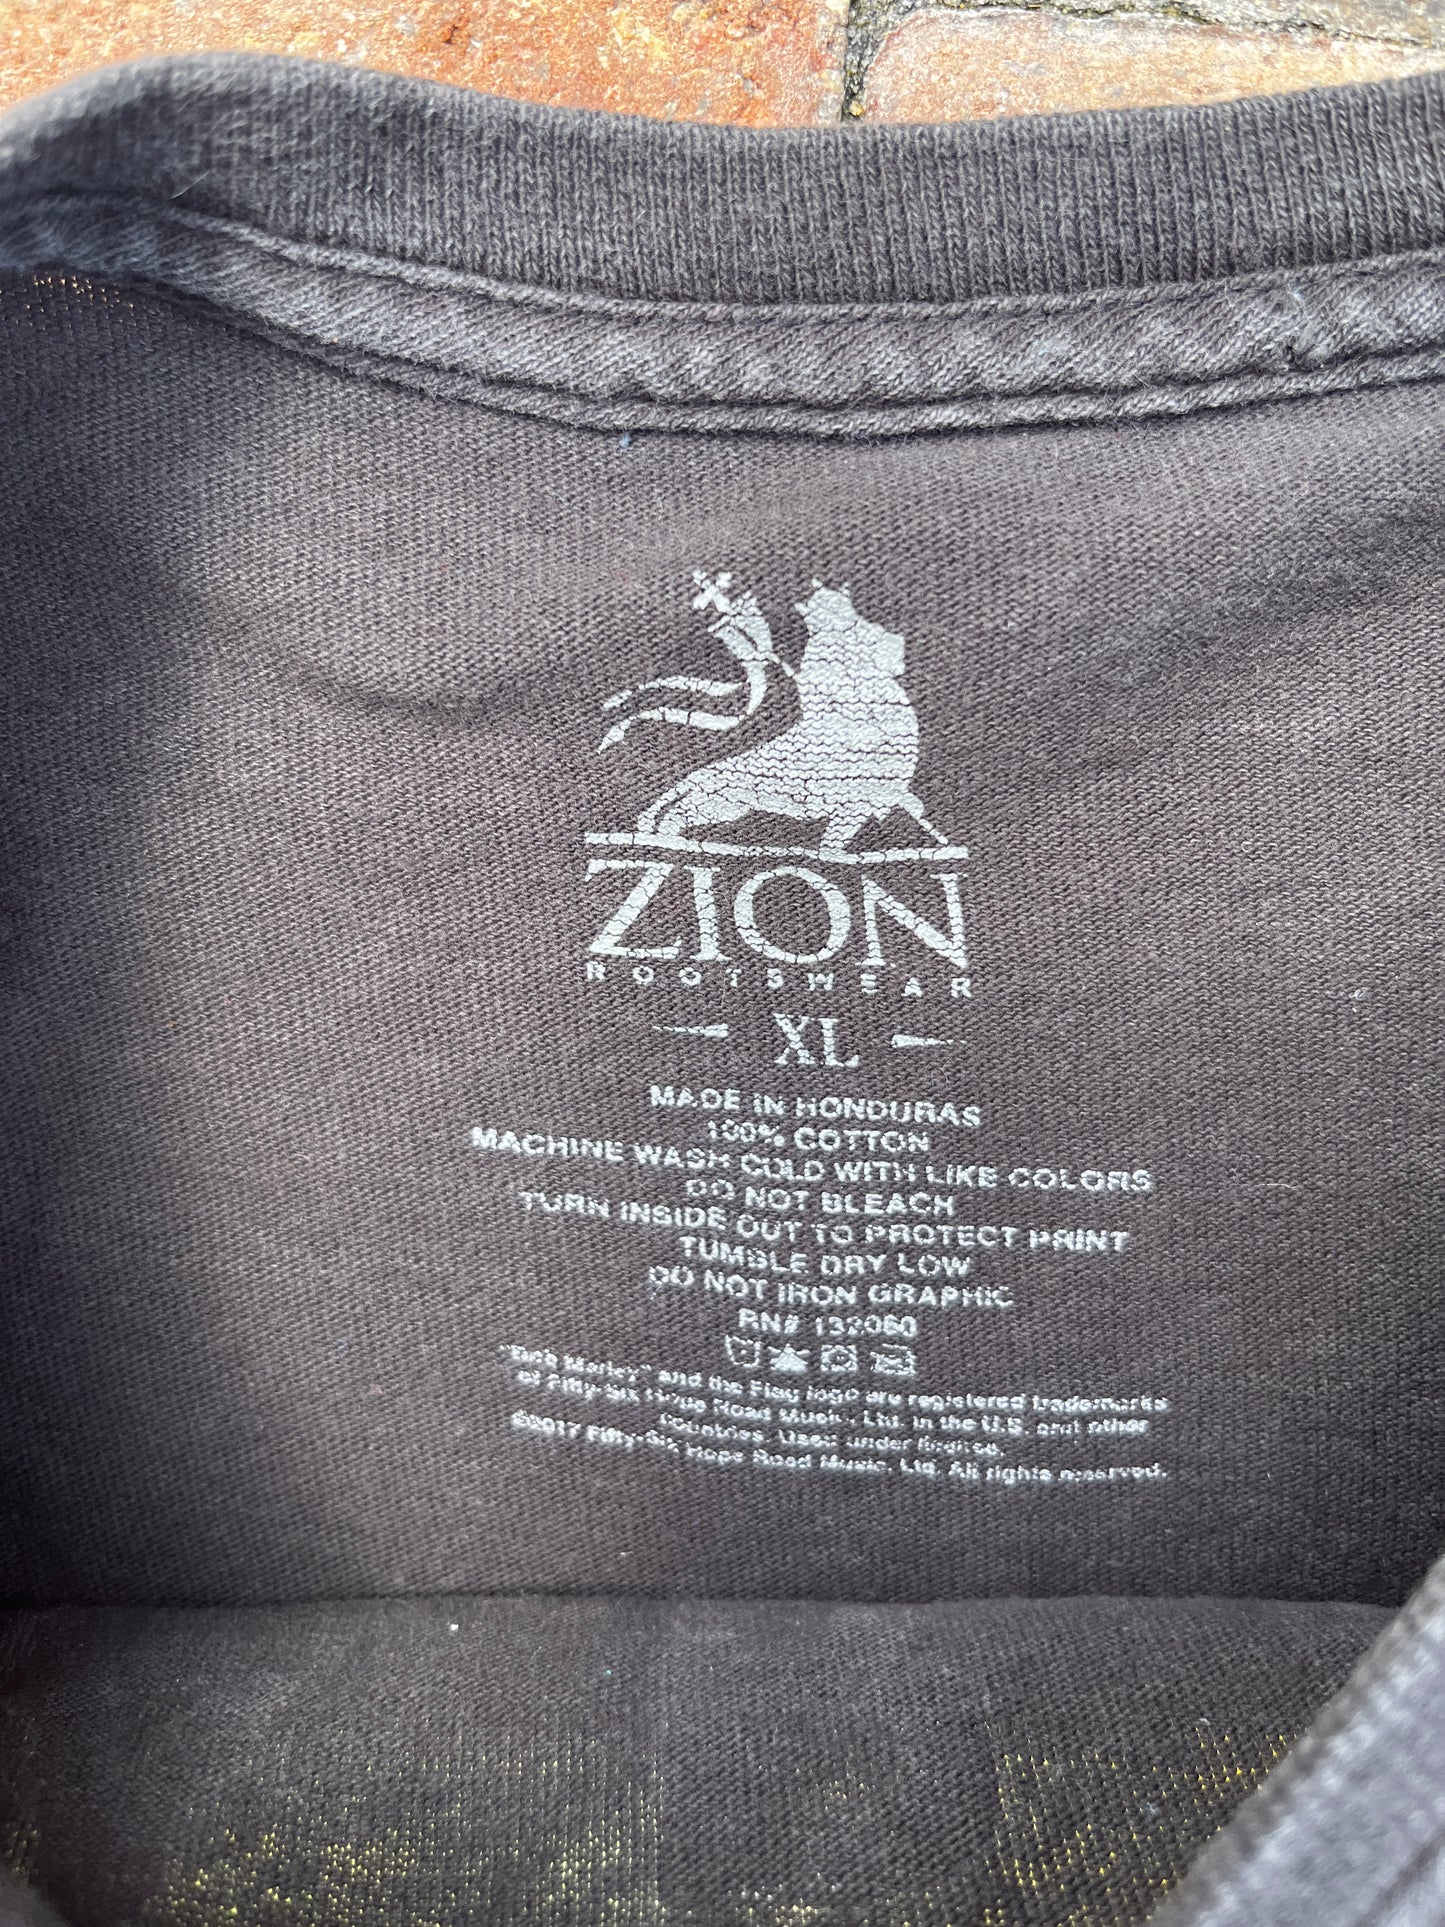 ZION
ROOTSWEAR
XL
MADE IN HONDURAS
100% COTTON
MACHINE WASH COLD WITH LIKE COLORS
DO NOT BLEACH
TURN INSIDE OUT TO PROTECT PRINT
TUMBLE DRY LOW
DO NOT IRON GRAPHIC
RN# 132060
"Bob Marley" and the Flag logo are registered trademarks
of Fifty-Six Hope Road Music, Ltd. in the U.S. and other
countries. Used under license.
©2017 Fifty-Six Hope Road Music, Ltd. All rights reserved.